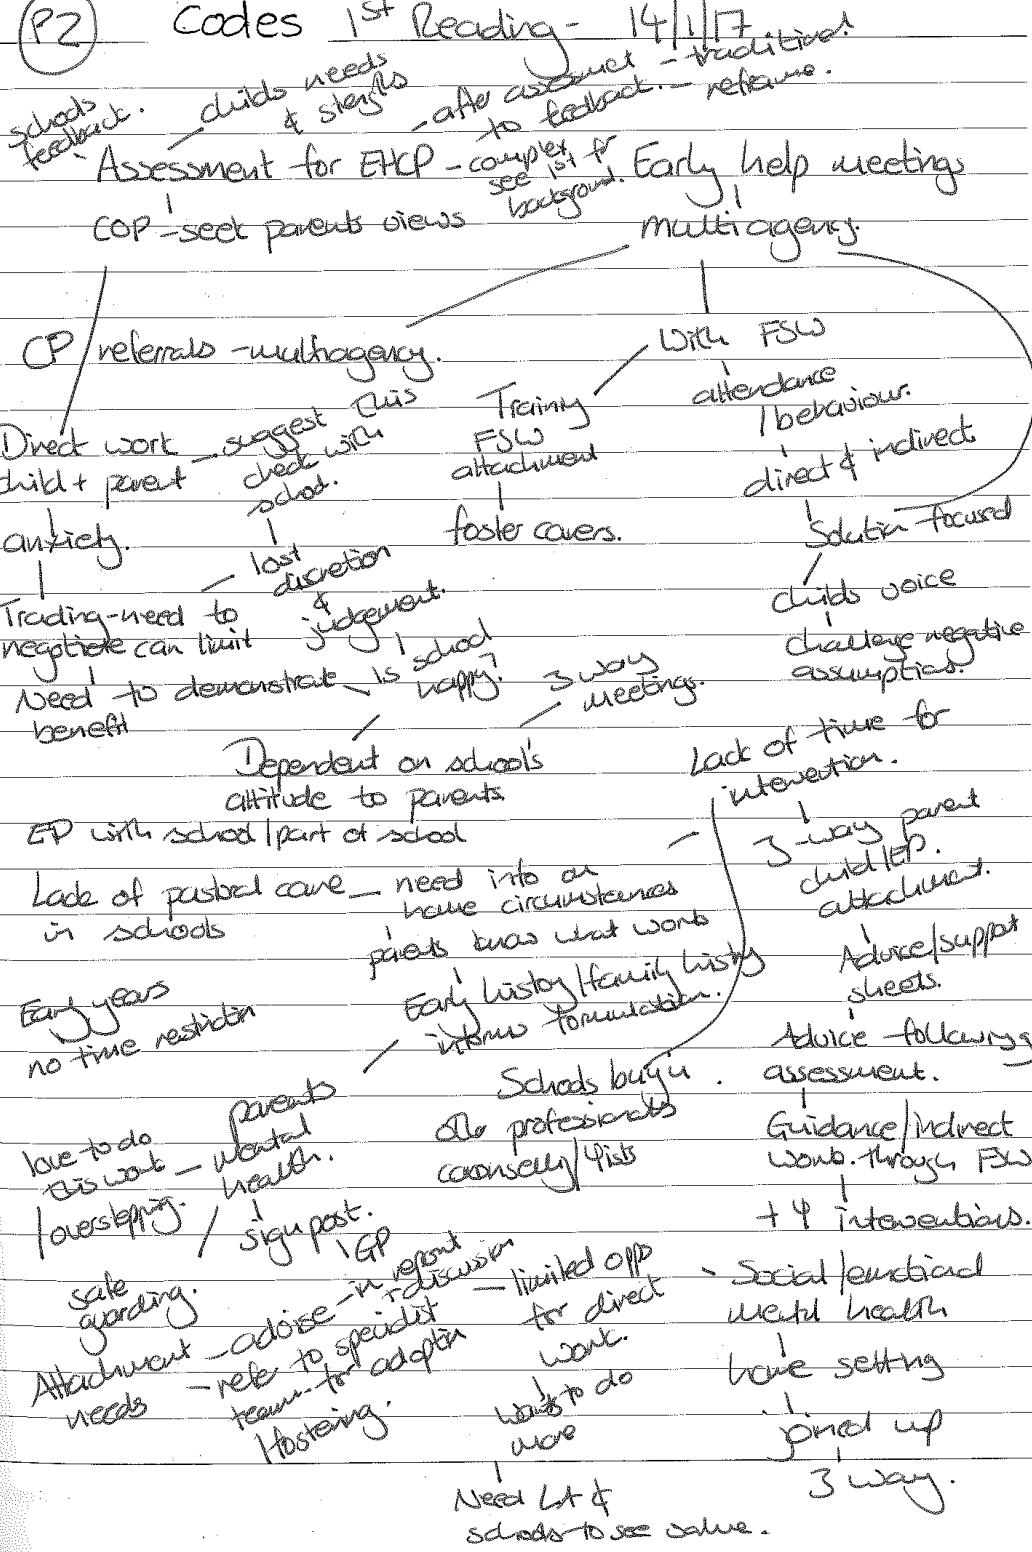 P2 Codes 1st Reading - 14/1/17
schools
feedback.
- childs needs
& stengths
- after assessment
to feedback.
- traditional
- reframe.
Assessment for EHCP - complex
see 1st for
background.
COP - seek parents views
Early help meetings
multiagency.
CP referrals - multiagency.
With FSW
attendance
/behaviour.
direct & indirect.
Solution focused
childs voice
challenge negative
assumptions.
Training
FSW
attachment
foster carers.
Direct work
child + parent
- suggest this
check with
school.
anxiety.
lost
discretion
&
judgement.
Trading - need to
negotiate can limit
Need to demonstrate
benefit
- is school
happy?
3 way
meetings.
Dependent on school's
attitude to parents
EP with school/part of school
Lack of time for
intervention.
3-way parent
child/EP.
attachment.
Advice/support
sheets.
Advice following
assessment.
Guidance/indirect
work. through FSW
+ Ψ interventions.
Lack of pastoral care
in schools
- need info on
home circumstances
parents know what works
Early history/family history
informs formulation.
Early years
no time restriction
Schools buy in
other professionals
counselling/Ψists
love to do
this work
/overstepping.
- parents
mental
health.
signpost.
GP
safe
guarding.
Attachment
needs
- advise - in report
+ discussion
- refer to specialist
team for adoption
/fostering.
- limited opps
for direct
work.
wants to do
more
Need LA &
schools to see value.
- Social/emotional
mental health
home setting
joined up
3 way.